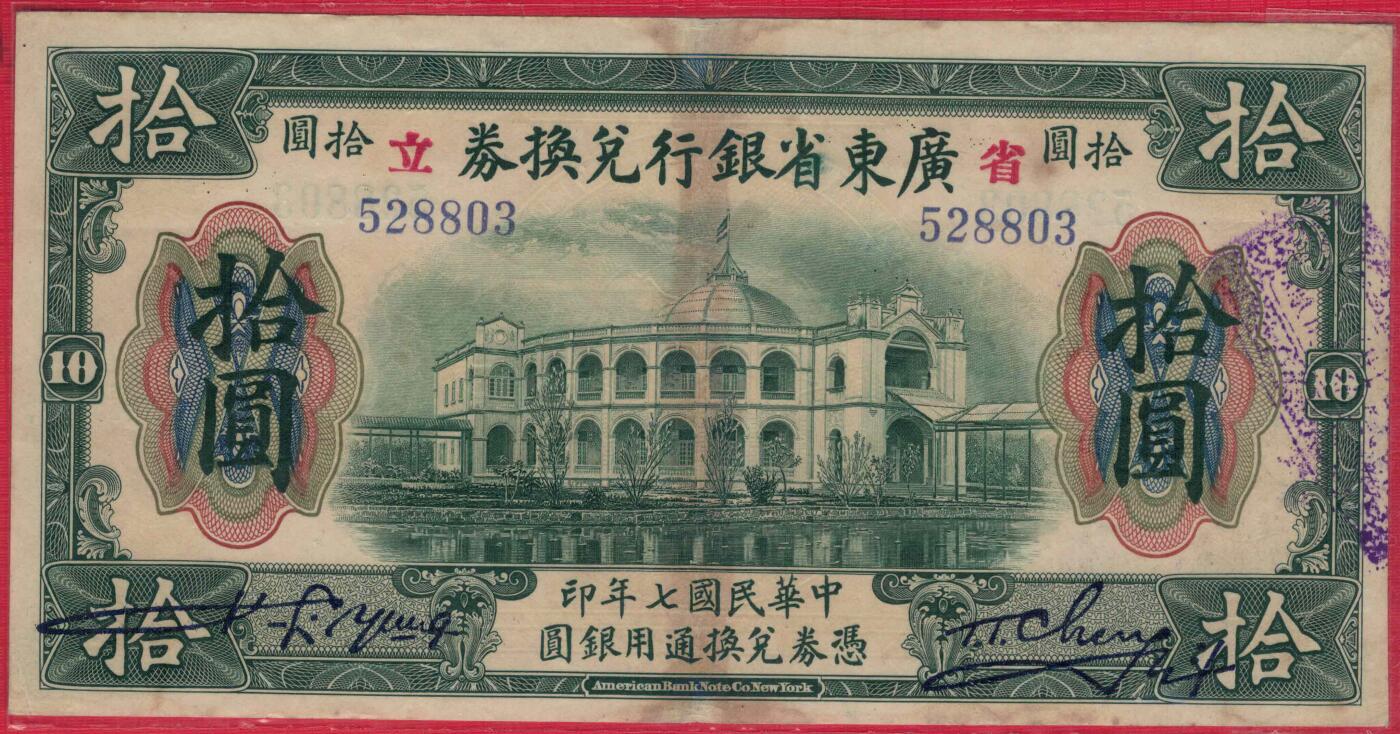 拾 拾
拾圓 省 廣東省銀行兌換券 立 拾圓
528803 528803
拾圓 拾圓
10 10
中華民國七年印
憑券兌換通用銀圓
拾 拾
Young T.T. Cheng
American Bank Note Co. New York